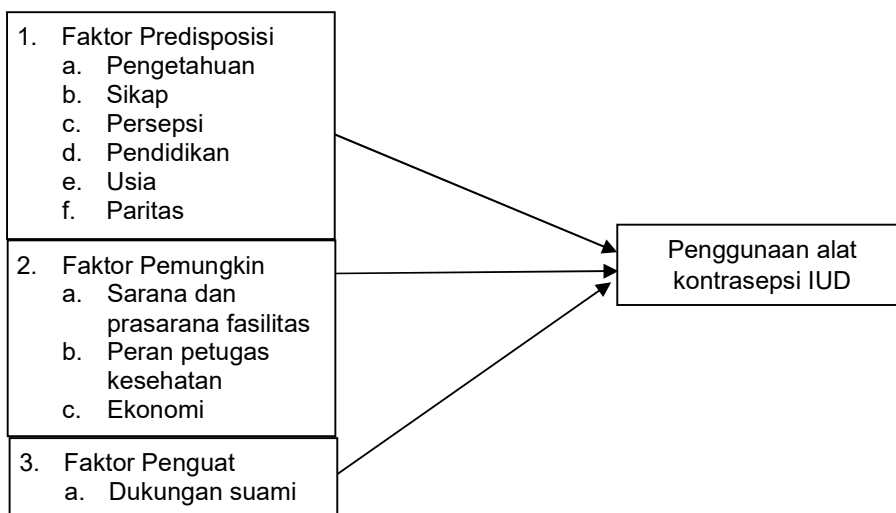 1. Faktor Predisposisi
a. Pengetahuan
b. Sikap
c. Persepsi
d. Pendidikan
e. Usia
f. Paritas
2. Faktor Pemungkin
a. Sarana dan
prasarana fasilitas
b. Peran petugas
kesehatan
c. Ekonomi
3. Faktor Penguat
a. Dukungan suami
Penggunaan alat
kontrasepsi IUD